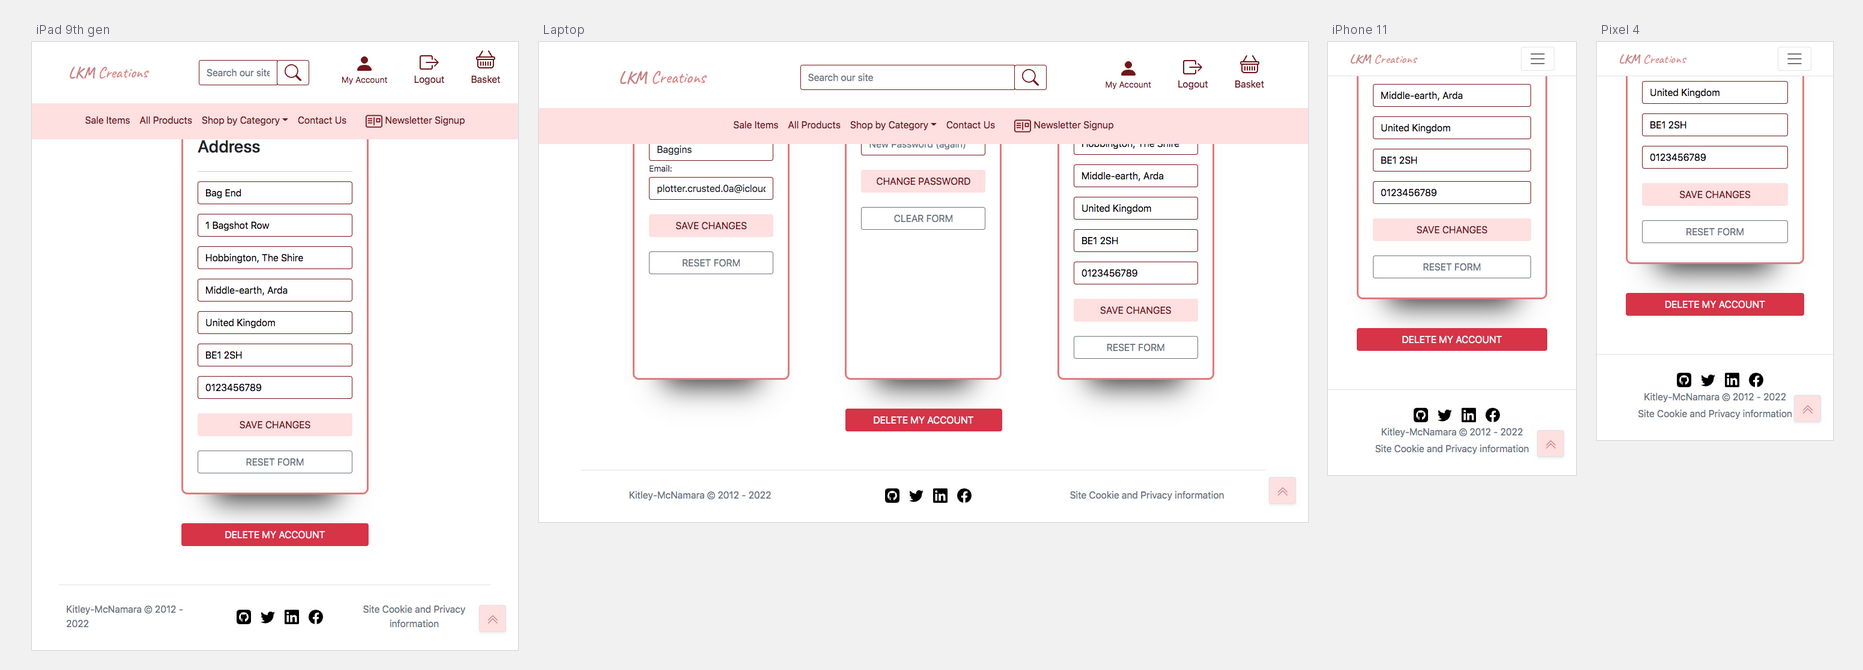 iPad 9th gen
LKM Creations
Search our site
My Account
Logout
Basket
Sale Items
All Products
Shop by Category
Contact Us
Newsletter Signup
Address
Bag End
1 Bagshot Row
Hobbington, The Shire
Middle-earth, Arda
United Kingdom
BE1 2SH
0123456789
SAVE CHANGES
RESET FORM
DELETE MY ACCOUNT
Kitley-McNamara © 2012 -
2022
Site Cookie and Privacy
information
Laptop
LKM Creations
Search our site
My Account
Logout
Basket
Sale Items
All Products
Shop by Category
Contact Us
Newsletter Signup
Baggins
Email:
plotter.crusted.0a@iclou
SAVE CHANGES
RESET FORM
New Password (again)
CHANGE PASSWORD
CLEAR FORM
Hobbington, The Shire
Middle-earth, Arda
United Kingdom
BE1 2SH
0123456789
SAVE CHANGES
RESET FORM
DELETE MY ACCOUNT
Kitley-McNamara © 2012 - 2022
Site Cookie and Privacy information
iPhone 11
LKM Creations
Middle-earth, Arda
United Kingdom
BE1 2SH
0123456789
SAVE CHANGES
RESET FORM
DELETE MY ACCOUNT
Kitley-McNamara © 2012 - 2022
Site Cookie and Privacy information
Pixel 4
LKM Creations
United Kingdom
BE1 2SH
0123456789
SAVE CHANGES
RESET FORM
DELETE MY ACCOUNT
Kitley-McNamara © 2012 - 2022
Site Cookie and Privacy information